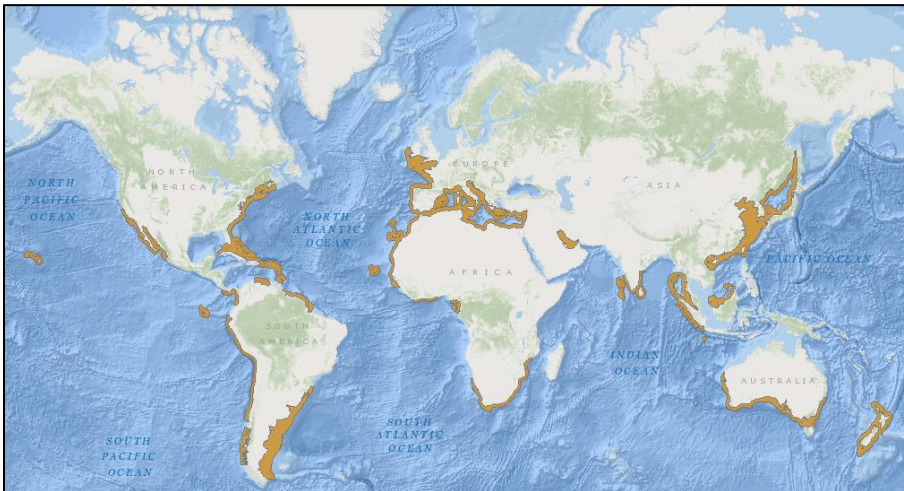 NORTH
AMERICA
EUROPE
ASIA
NORTH
PACIFIC
OCEAN
NORTH
ATLANTIC
OCEAN
PACIFIC OCEAN
AFRICA
SOUTH
AMERICA
INDIAN
OCEAN
AUSTRALIA
SOUTH
PACIFIC
OCEAN
SOUTH
ATLANTIC
OCEAN